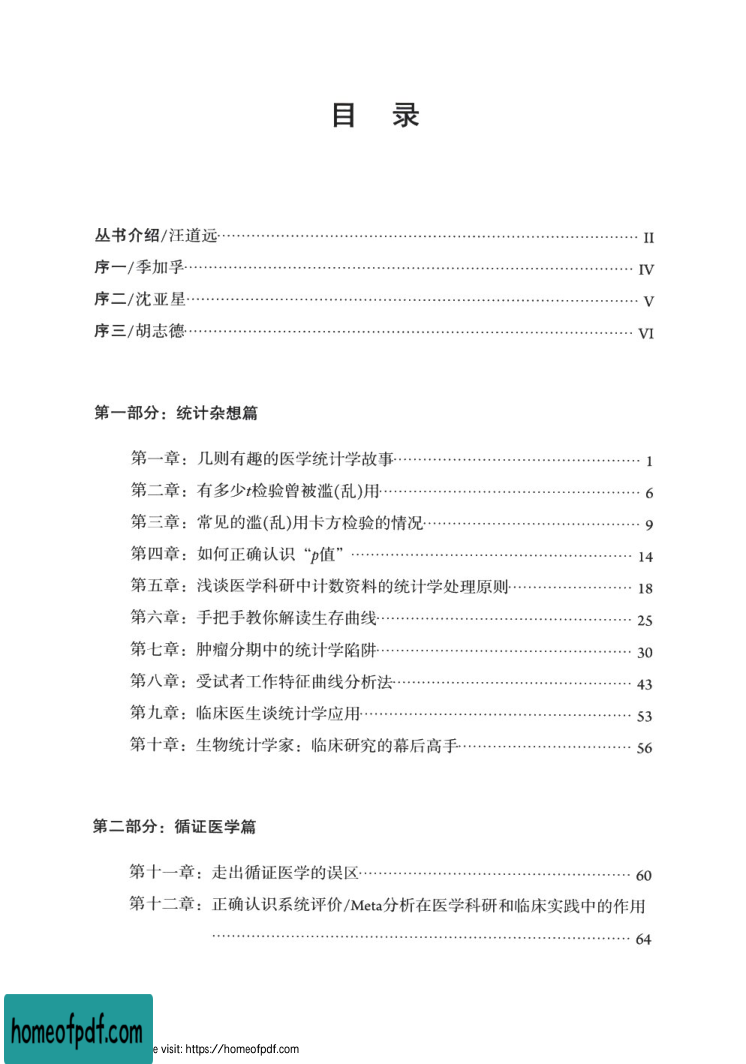 目 录
丛书介绍/汪道远 II
序一/季加孚 IV
序二/沈亚星 V
序三/胡志德 VI
第一部分：统计杂想篇
第一章：几则有趣的医学统计学故事 1
第二章：有多少t检验曾被滥(乱)用 6
第三章：常见的滥(乱)用卡方检验的情况 9
第四章：如何正确认识“p值” 14
第五章：浅谈医学科研中计数资料的统计学处理原则 18
第六章：手把手教你解读生存曲线 25
第七章：肿瘤分期中的统计学陷阱 30
第八章：受试者工作特征曲线分析法 43
第九章：临床医生谈统计学应用 53
第十章：生物统计学家：临床研究的幕后高手 56
第二部分：循证医学篇
第十一章：走出循证医学的误区 60
第十二章：正确认识系统评价/Meta分析在医学科研和临床实践中的作用
64
homeofpdf.com
e visit: https://homeofpdf.com